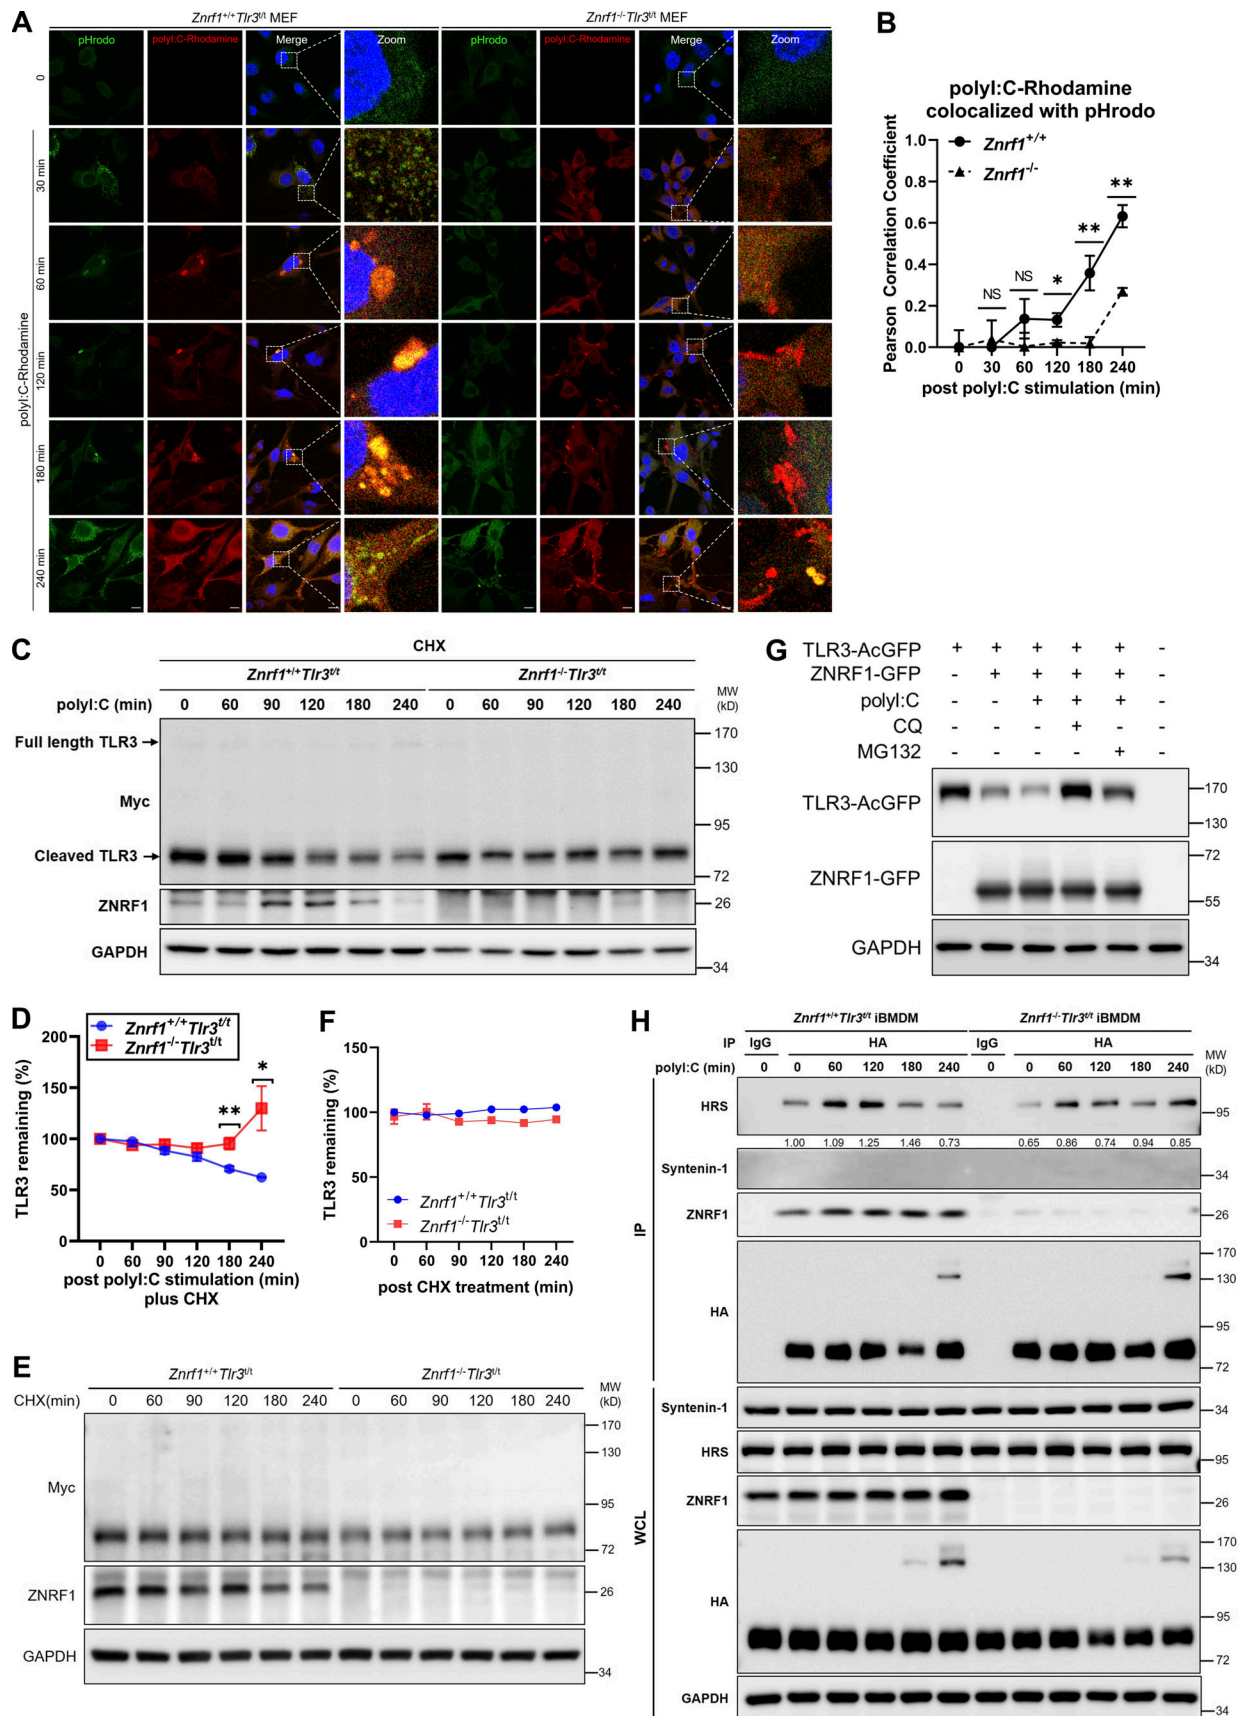 A
Znrf1+/+Tlr3t/t MEF
Znrf1-/-Tlr3t/t MEF
pHrodo
polyI:C-Rhodamine
Merge
Zoom
pHrodo
polyI:C-Rhodamine
Merge
Zoom
polyI:C-Rhodamine
0
30 min
60 min
120 min
180 min
240 min
B
polyI:C-Rhodamine
colocalized with pHrodo
Pearson Correlation Coefficient
1.0
0.8
0.6
0.4
0.2
0.0
Znrf1+/+
Znrf1-/-
NS
NS
*
**
**
0 30 60 120 180 240
post polyI:C stimulation (min)
C
CHX
Znrf1+/+Tlr3t/t
Znrf1-/-Tlr3t/t
MW
(kD)
polyI:C (min)
0 60 90 120 180 240 0 60 90 120 180 240
Full length TLR3
Myc
Cleaved TLR3
170
130
95
72
ZNRF1
26
GAPDH
34
G
TLR3-AcGFP + + + + + -
ZNRF1-GFP - + + + + -
polyI:C - - + + + -
CQ - - - + - -
MG132 - - - - + -
TLR3-AcGFP
170
130
ZNRF1-GFP
72
55
GAPDH
34
D
Znrf1+/+Tlr3t/t
Znrf1-/-Tlr3t/t
TLR3 remaining (%)
200
150
100
50
0
**
*
0 60 90 120 180 240
post polyI:C stimulation (min)
plus CHX
F
TLR3 remaining (%)
150
100
50
0
Znrf1+/+Tlr3t/t
Znrf1-/-Tlr3t/t
0 60 90 120 180 240
post CHX treatment (min)
E
Znrf1+/+Tlr3t/t
Znrf1-/-Tlr3t/t
MW
(kD)
CHX(min)
0 60 90 120 180 240 0 60 90 120 180 240
Myc
170
130
95
72
ZNRF1
26
GAPDH
34
H
Znrf1+/+Tlr3t/t iBMDM
Znrf1-/-Tlr3t/t iBMDM
IP
IgG
HA
IgG
HA
MW
(kD)
polyI:C (min)
0 0 60 120 180 240 0 0 60 120 180 240
IP
HRS
95
1.00 1.09 1.25 1.46 0.73 0.65 0.86 0.74 0.94 0.85
Syntenin-1
34
ZNRF1
26
HA
170
130
95
72
WCL
Syntenin-1
34
HRS
95
ZNRF1
26
HA
170
130
95
72
GAPDH
34